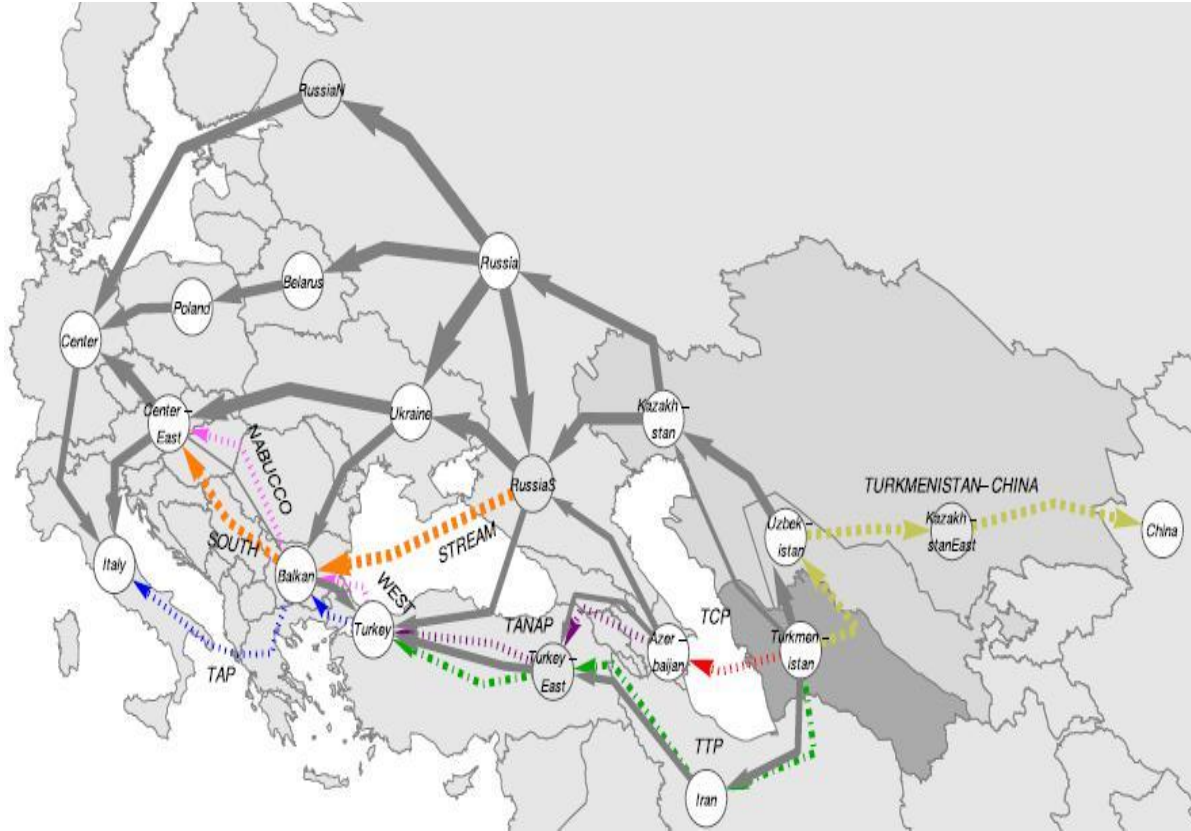 RussiaN
Russia
Belarus
Poland
Center
Center –
East
Ukraine
Kazakh –
stan
NABUCCO
RussiaS
TURKMENISTAN– CHINA
Uzbek –
istan
Kazakh –
stanEast
China
SOUTH
STREAM
Italy
Balkan
WEST
Turkey
TANAP
TCP
Azer –
baijan
Turkmen –
istan
Turkey –
East
TAP
TTP
Iran